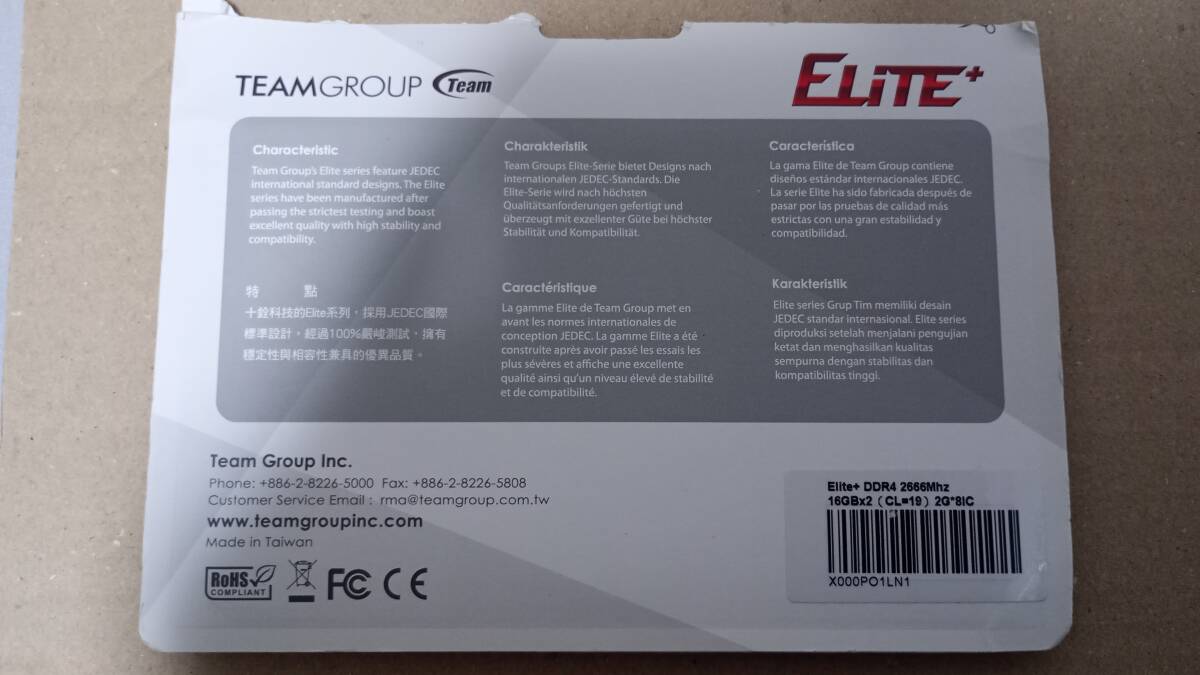 TEAMGROUP Team
ELiTE+
Characteristic
Team Group's Elite series feature JEDEC
international standard designs. The Elite
series have been manufactured after
passing the strictest testing and boast
excellent quality with high stability and
compatibility.
Charakteristik
Team Groups Elite-Serie bietet Designs nach
internationalen JEDEC-Standards. Die
Elite-Serie wird nach höchsten
Qualitätsanforderungen gefertigt und
überzeugt mit exzellenter Güte bei höchster
Stabilität und Kompatibilität.
Característica
La gama Elite de Team Group contiene
diseños estándar internacionales JEDEC.
La serie Elite ha sido fabricada después de
pasar por las pruebas de calidad más
estrictas con una gran estabilidad y
compatibilidad.
特 點
十銓科技的Elite系列，採用JEDEC國際
標準設計，經過100%嚴峻測試，擁有
穩定性與相容性兼具的優異品質。
Caractéristique
La gamme Elite de Team Group met en
avant les normes internationales de
conception JEDEC. La gamme Elite a été
construite après avoir passé les essais les
plus sévères et affiche une excellente
qualité ainsi qu'un niveau élevé de stabilité
et de compatibilité.
Karakteristik
Elite series Grup Tim memiliki desain
JEDEC standar internasional. Elite series
diproduksi setelah menjalani pengujian
ketat dan menghasilkan kualitas
sempurna dengan stabilitas dan
kompatibilitas tinggi.
Team Group Inc.
Phone: +886-2-8226-5000 Fax: +886-2-8226-5808
Customer Service Email : rma@teamgroup.com.tw
www.teamgroupinc.com
Made in Taiwan
RoHS
COMPLIANT
FC CE
Elite+ DDR4 2666Mhz
16GBx2（CL=19）2G*8IC
X000PO1LN1